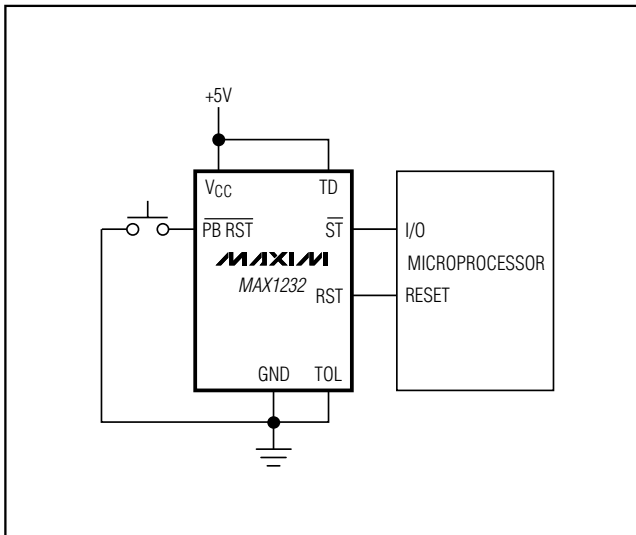 +5V
VCC TD
PB RST ST I/O
MAXIM MICROPROCESSOR
MAX1232
RST RESET
GND TOL